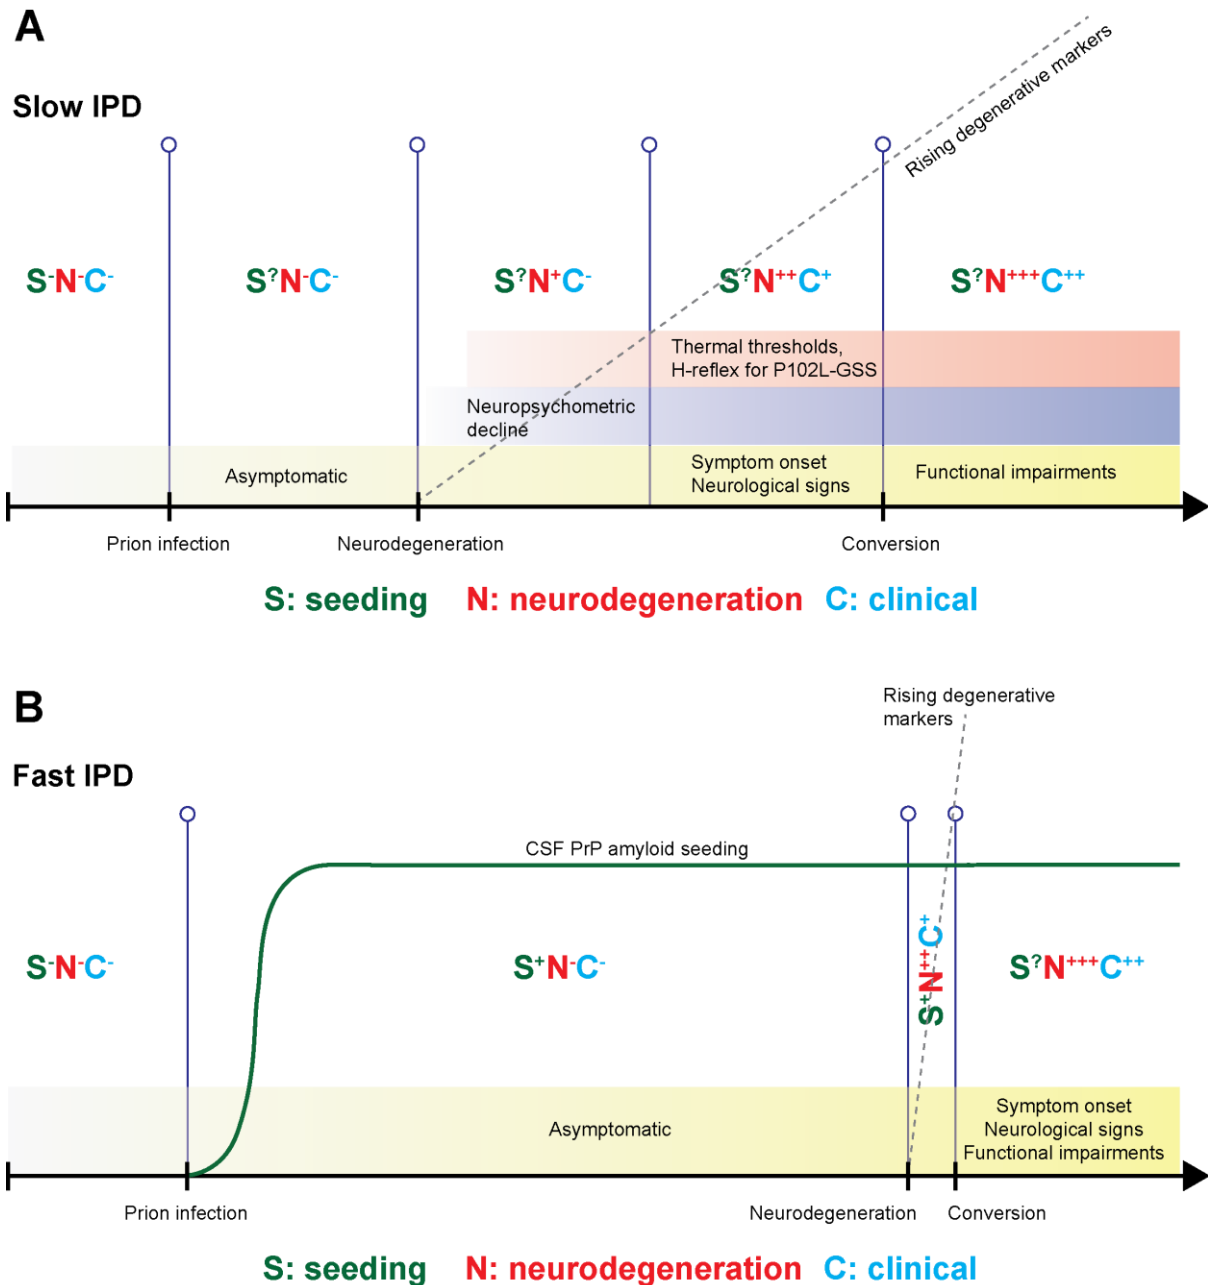 A
Slow IPD
Rising degenerative markers
S-N-C-
S?N-C-
S?N+C-
S?N++C+
S?N+++C++
Thermal thresholds,
H-reflex for P102L-GSS
Neuropsychometric
decline
Asymptomatic
Symptom onset
Neurological signs
Functional impairments
Prion infection
Neurodegeneration
Conversion
S: seeding N: neurodegeneration C: clinical
B
Rising degenerative
markers
Fast IPD
CSF PrP amyloid seeding
S-N-C-
S+N-C-
S+N++C+
S?N+++C++
Asymptomatic
Symptom onset
Neurological signs
Functional impairments
Prion infection
Neurodegeneration
Conversion
S: seeding N: neurodegeneration C: clinical